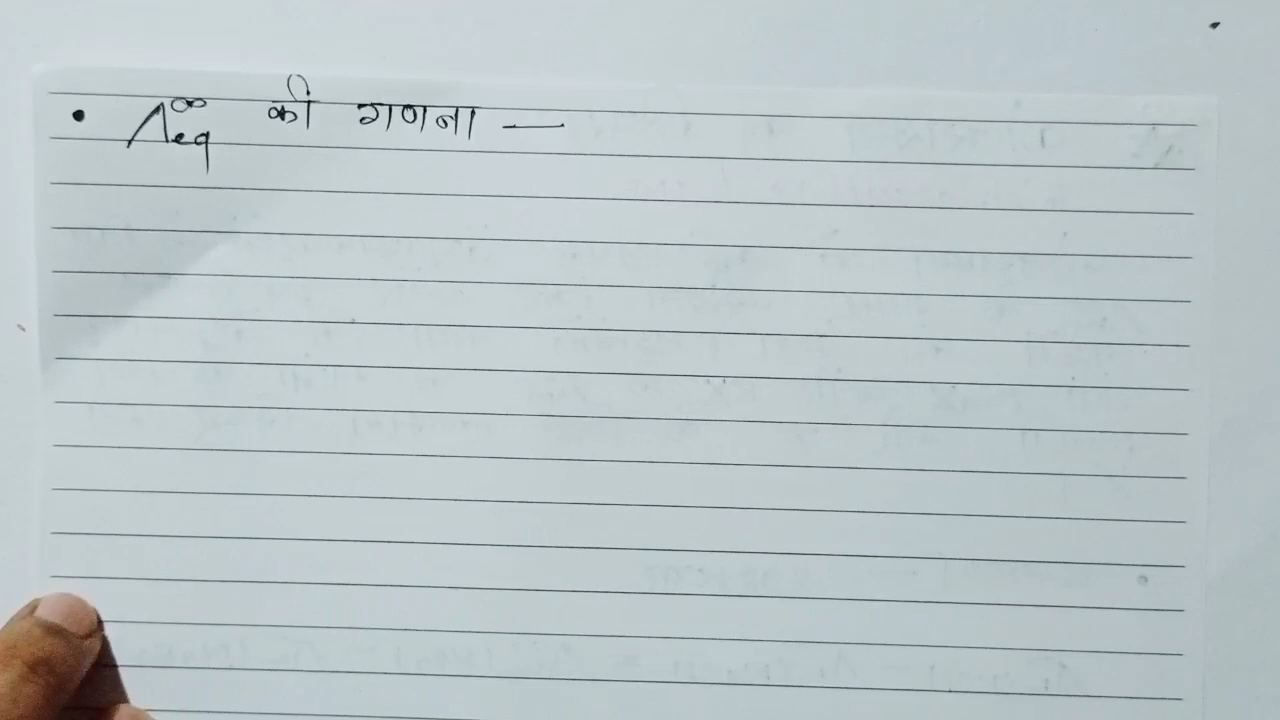 • Λ∞eq की गणना —